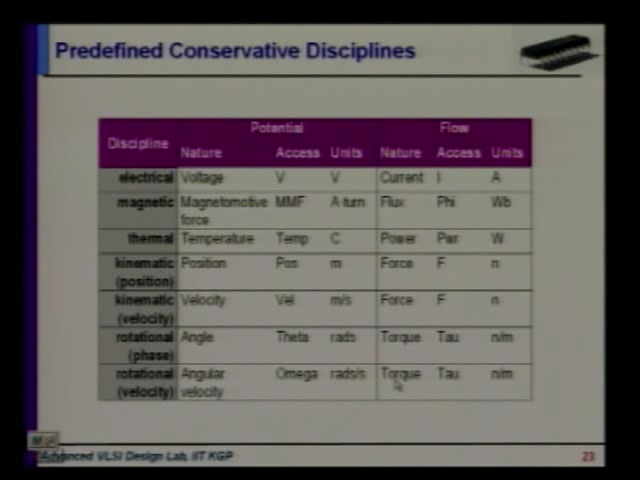 Predefined Conservative Disciplines
Discipline Potential Flow
Nature Access Units Nature Access Units
electrical Voltage V V Current I A
magnetic Magnetomotive force MMF A·turn Flux Phi Wb
thermal Temperature Temp C Power Pwr W
kinematic (position) Position Pos m Force F n
kinematic (velocity) Velocity Vel m/s Force F n
rotational (phase) Angle Theta rads Torque Tau n/m
rotational (velocity) Angular velocity Omega rads/s Torque Tau n/m
Advanced VLSI Design Lab, IIT KGP
23